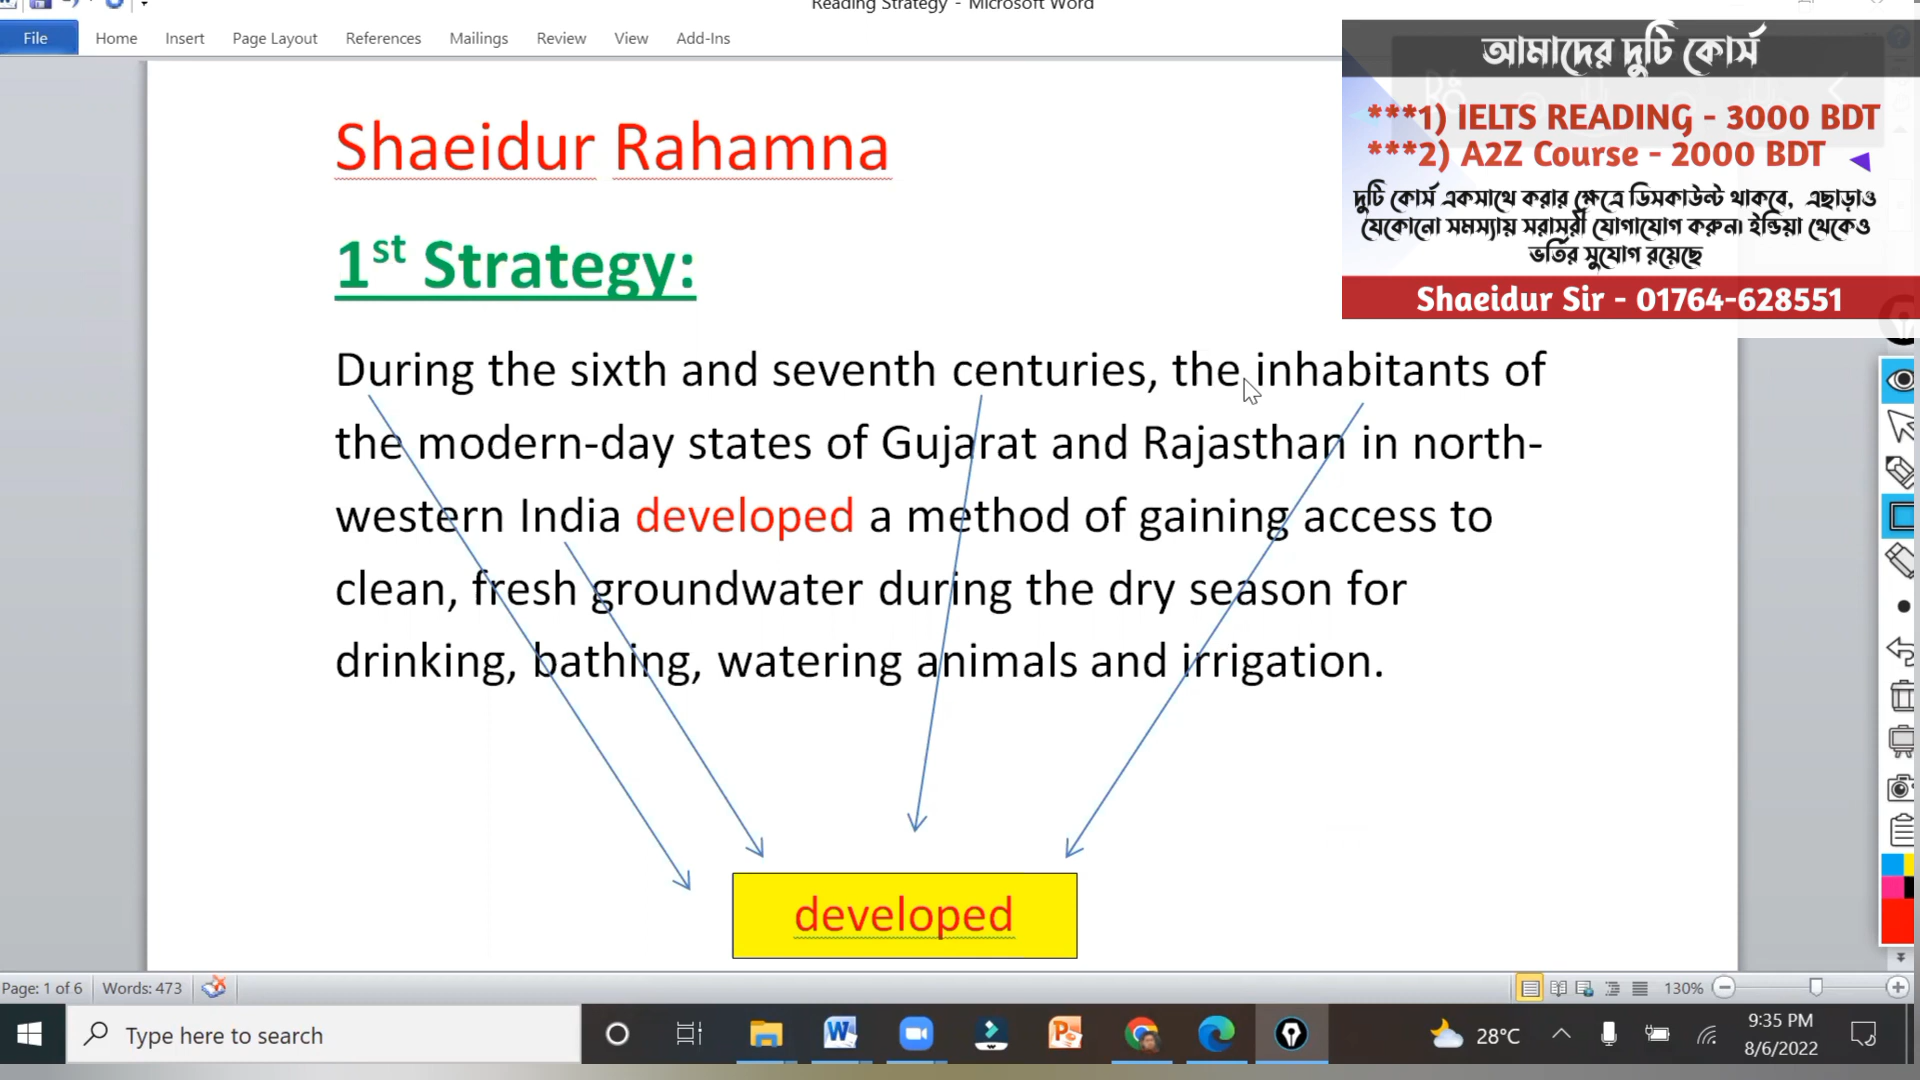 Reading Strategy - Microsoft Word
File Home Insert Page Layout References Mailings Review View Add-Ins
আমাদের দুটি কোর্স
***1) IELTS READING - 3000 BDT
***2) A2Z Course - 2000 BDT
দুটি কোর্স একসাথে করার ক্ষেত্রে ডিসকাউন্ট থাকবে, এছাড়াও
যেকোনো সমস্যায় সরাসরী যোগাযোগ করুন। ইন্ডিয়া থেকেও
ভর্তির সুযোগ রয়েছে
Shaeidur Sir - 01764-628551
Shaeidur Rahamna
1st Strategy:
During the sixth and seventh centuries, the inhabitants of
the modern-day states of Gujarat and Rajasthan in north-
western India developed a method of gaining access to
clean, fresh groundwater during the dry season for
drinking, bathing, watering animals and irrigation.
developed
Page: 1 of 6 Words: 473 130%
Type here to search 28°C 9:35 PM
8/6/2022